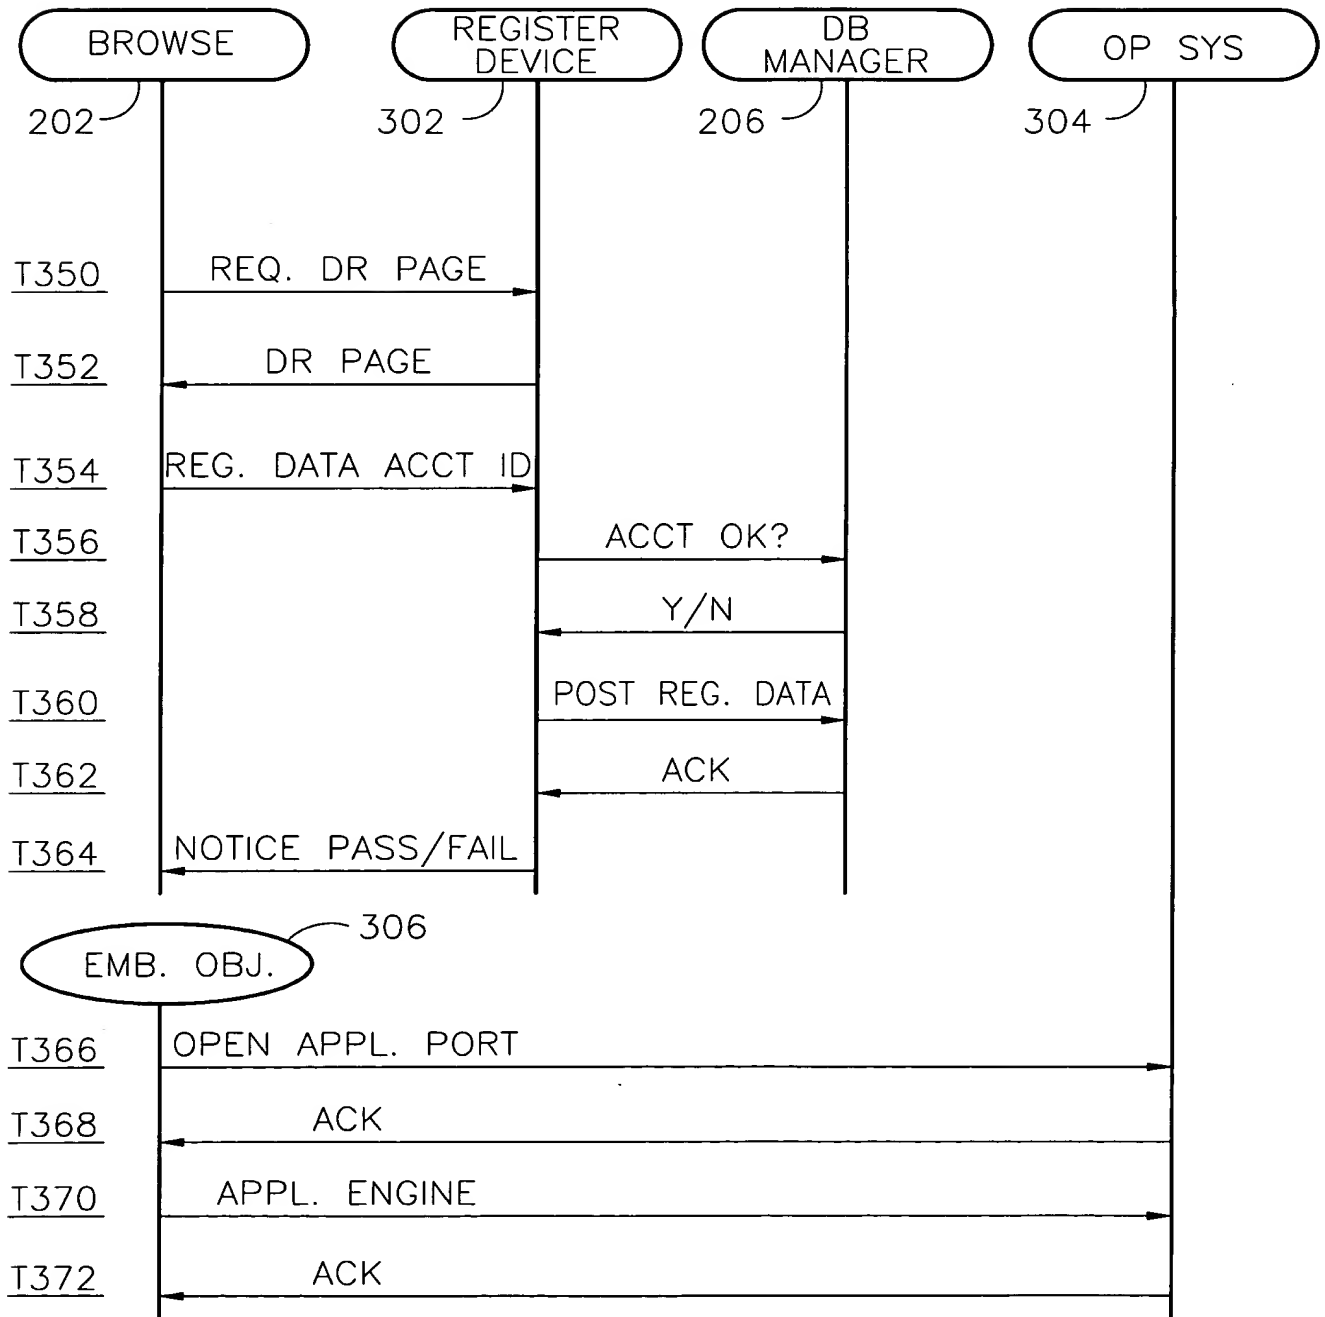 BROWSE
REGISTER
DEVICE
DB
MANAGER
OP SYS
202
302
206
304
T350
REQ. DR PAGE
T352
DR PAGE
T354
REG. DATA ACCT ID
T356
ACCT OK?
T358
Y/N
T360
POST REG. DATA
T362
ACK
T364
NOTICE PASS/FAIL
306
EMB. OBJ.
T366
OPEN APPL. PORT
T368
ACK
T370
APPL. ENGINE
T372
ACK